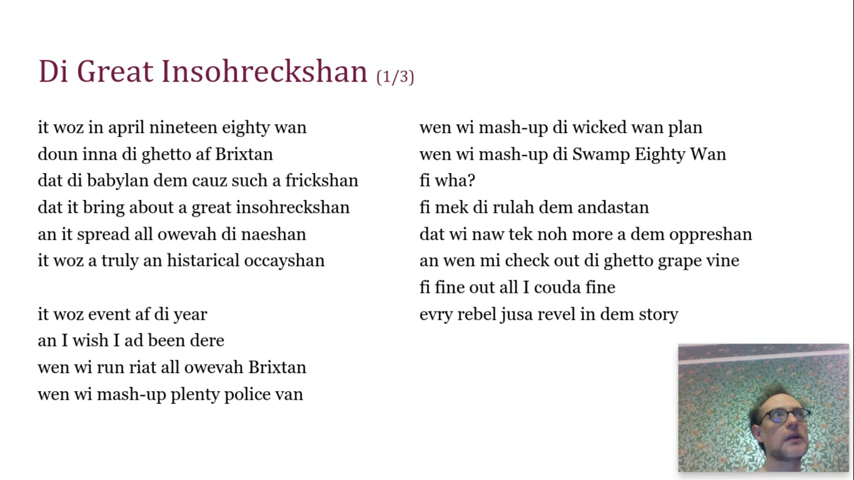 Di Great Insohreckshan (1/3)
it woz in april nineteen eighty wan
doun inna di ghetto af Brixtan
dat di babylan dem cauz such a frickshan
dat it bring about a great insohreckshan
an it spread all owevah di naeshan
it woz a truly an histarical occayshan
it woz event af di year
an I wish I ad been dere
wen wi run riat all owevah Brixtan
wen wi mash-up plenty police van
wen wi mash-up di wicked wan plan
wen wi mash-up di Swamp Eighty Wan
fi wha?
fi mek di rulah dem andastan
dat wi naw tek noh more a dem oppreshan
an wen mi check out di ghetto grape vine
fi fine out all I couda fine
evry rebel jusa revel in dem story